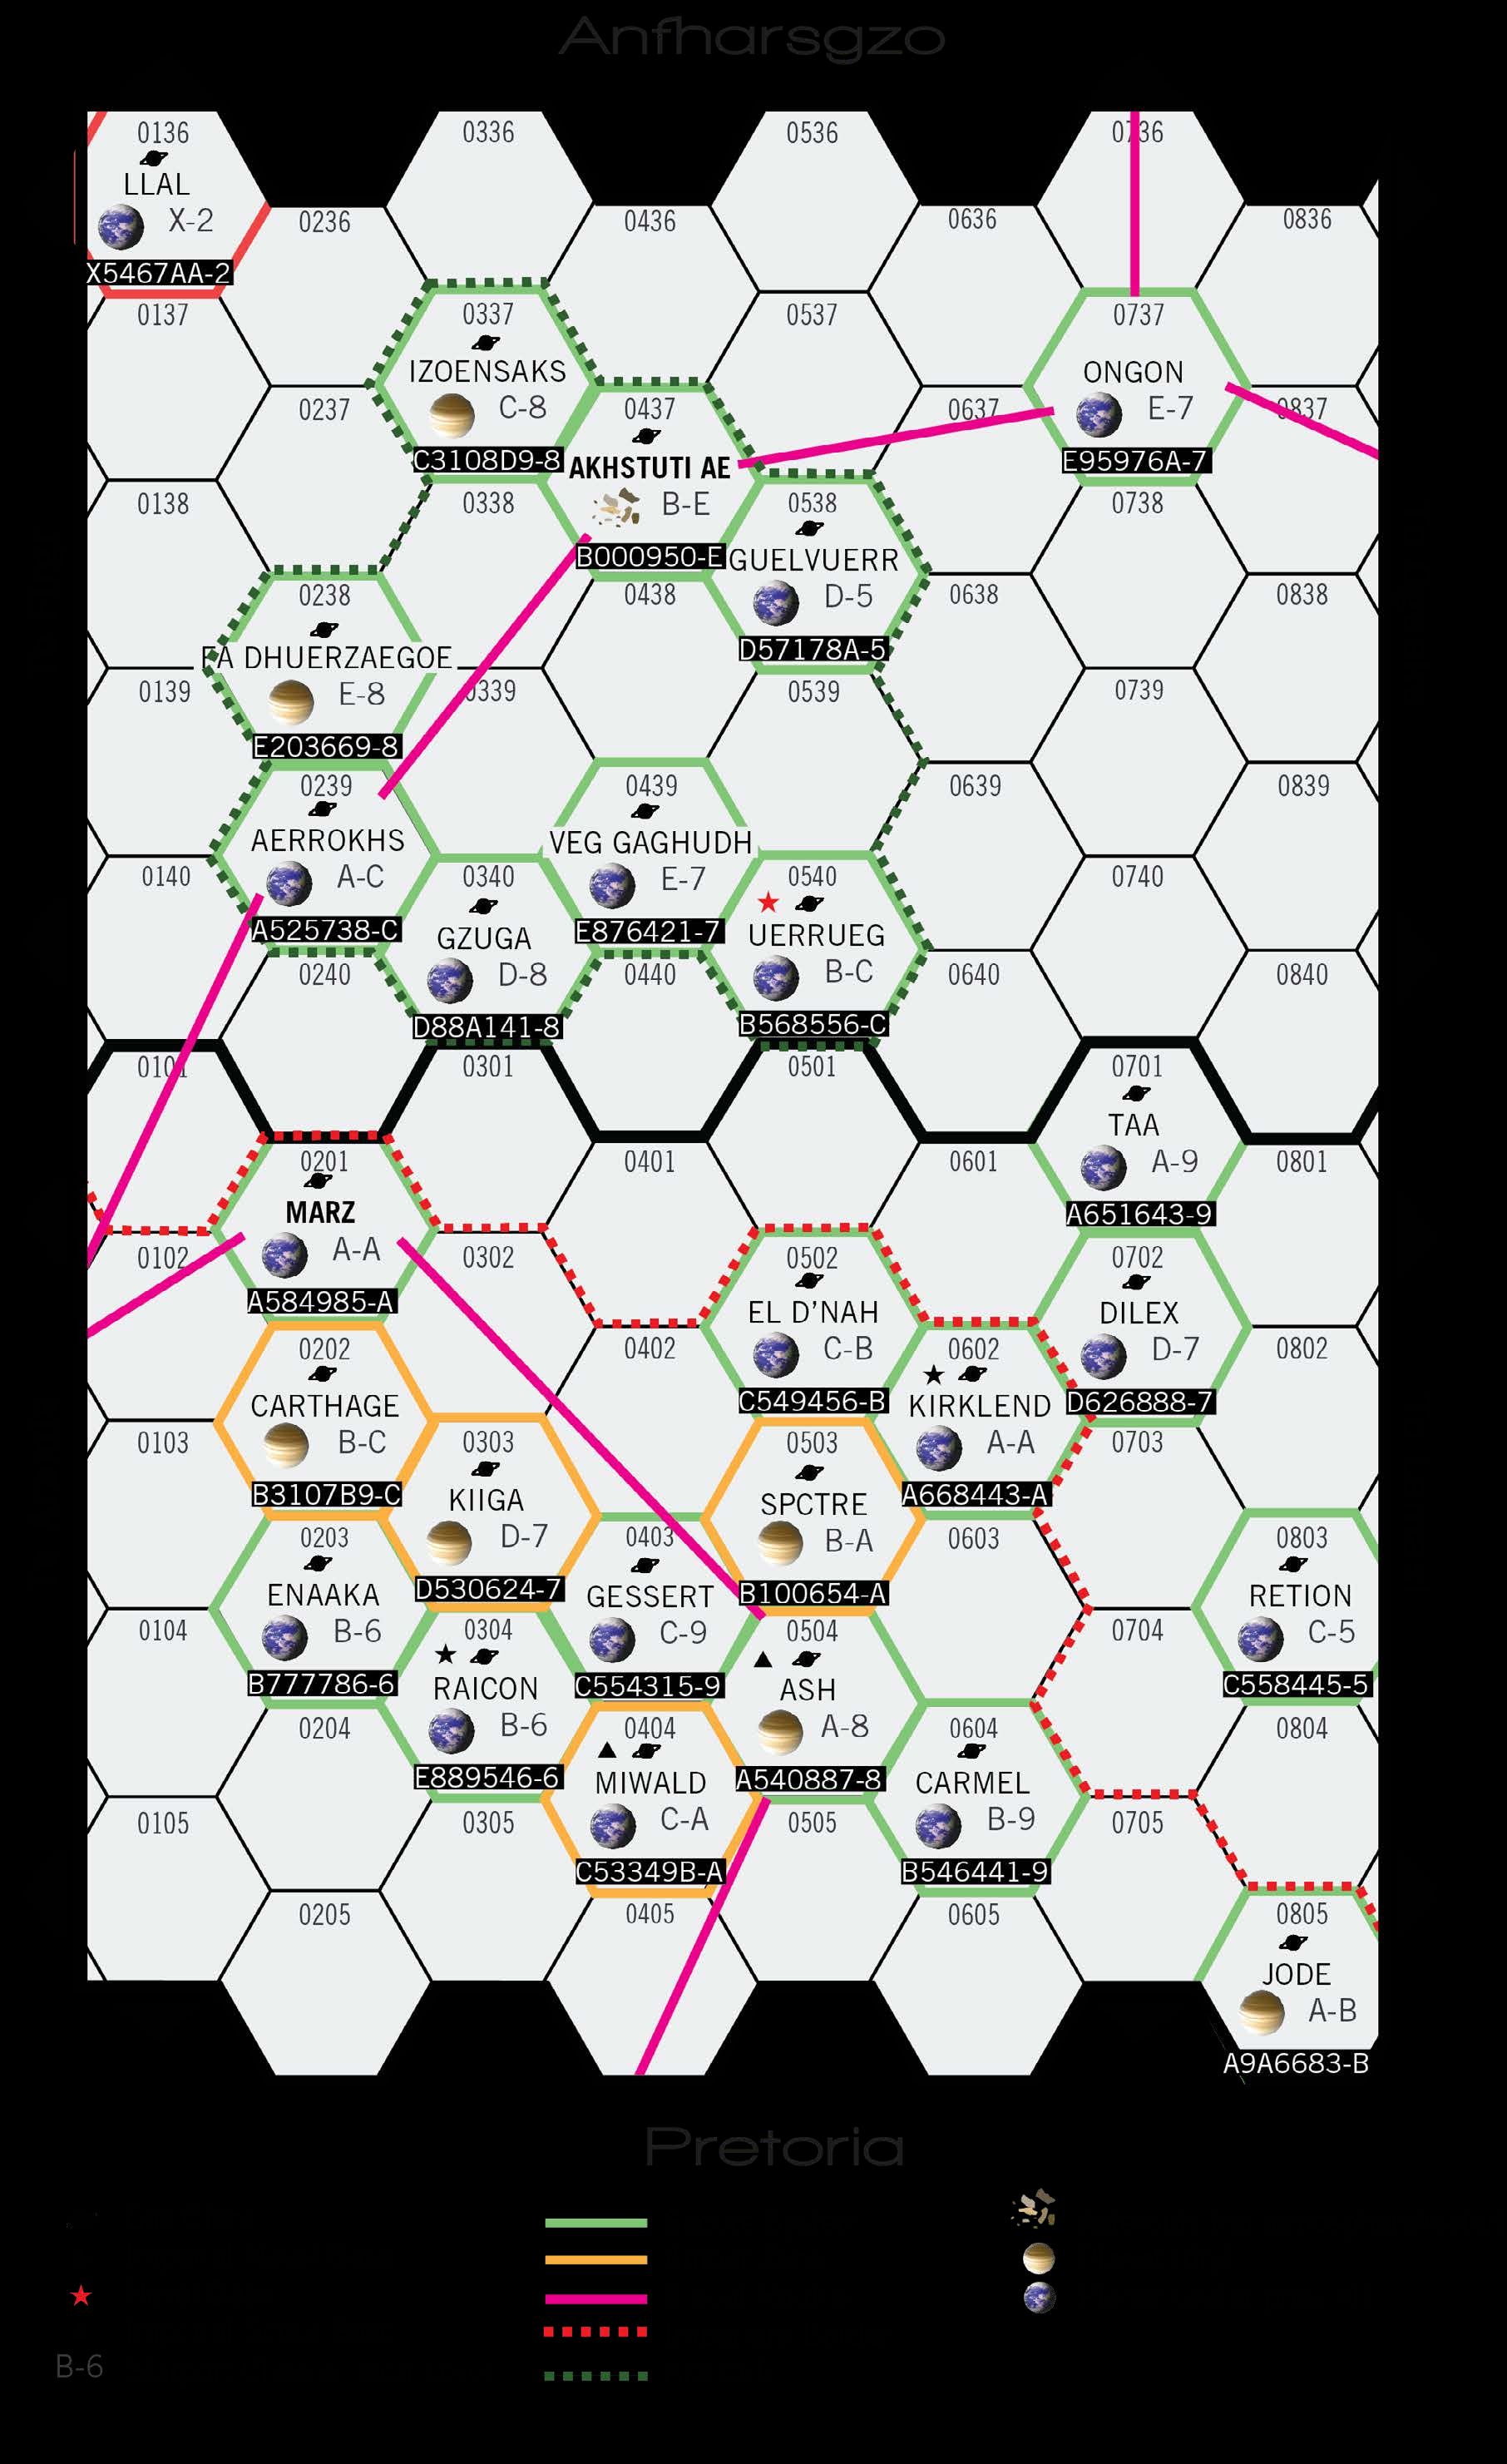 Anfharsgzo
0136
LLAL
X-2
X5467AA-2
0336
0536
0736
0236
0436
0636
0836
0137
0337
IZOENSAKS
C-8
C3108D9-8
0537
0737
ONGON
E-7
E95976A-7
0237
0437
AKHSTUTI AE
B-E
B000950-E
0637
0837
0138
0338
0538
GUELVUERR
D-5
D57178A-5
0738
0238
FA DHUERZAEGOE
E-8
E203669-8
0438
0638
0838
0139
0339
0539
0739
0239
AERROKHS
A-C
A525738-C
0439
VEG GAGHUDH
E-7
E876421-7
0639
0839
0140
0340
GZUGA
D-8
D88A141-8
0540
UERRUEG
B-C
B568556-C
0740
0240
0440
0640
0840
0101
0301
0501
0701
TAA
A-9
A651643-9
0201
MARZ
A-A
A584985-A
0401
0601
0801
0102
0302
0502
EL D'NAH
C-B
C549456-B
0702
DILEX
D-7
D626888-7
0202
CARTHAGE
B-C
B3107B9-C
0402
0602
KIRKLEND
A-A
A668443-A
0802
0103
0303
KIIGA
D-7
D530624-7
0503
SPCTRE
B-A
B100654-A
0703
0203
ENAAKA
B-6
B777786-6
0403
GESSERT
C-9
C554315-9
0603
0803
RETION
C-5
C558445-5
0104
0304
RAICON
B-6
E889546-6
0504
ASH
A-8
A540887-8
0704
0204
0404
MIWALD
C-A
C53349B-A
0604
CARMEL
B-9
B546441-9
0804
0105
0305
0505
0705
0205
0405
0605
0805
JODE
A-B
A9A6683-B
Pretoria
B-6